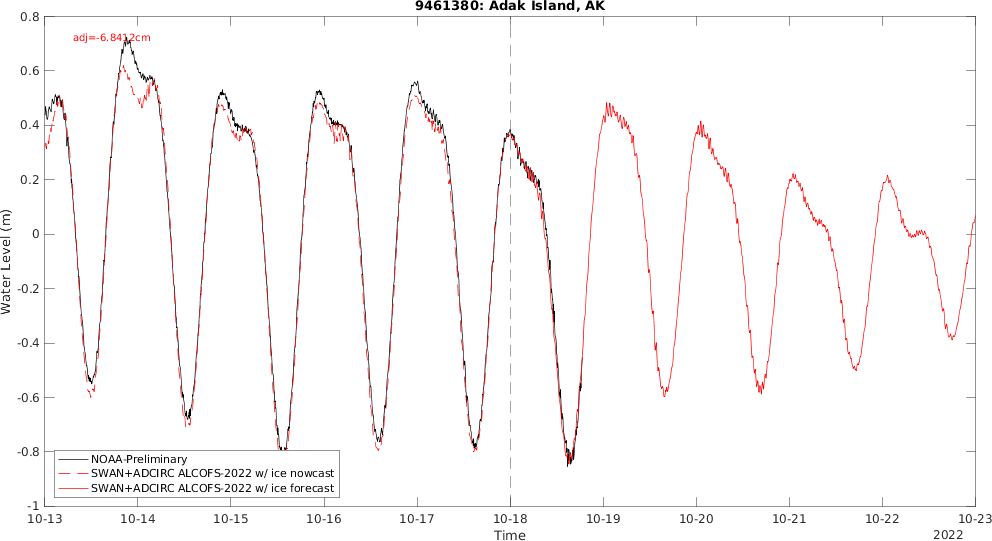 9461380: Adak Island, AK
adj=-6.8412cm
Water Level (m)
0.8
0.6
0.4
0.2
0
-0.2
-0.4
-0.6
-0.8
-1
NOAA-Preliminary
SWAN+ADCIRC ALCOFS-2022 w/ ice nowcast
SWAN+ADCIRC ALCOFS-2022 w/ ice forecast
10-13 10-14 10-15 10-16 10-17 10-18 10-19 10-20 10-21 10-22 10-23
Time
2022